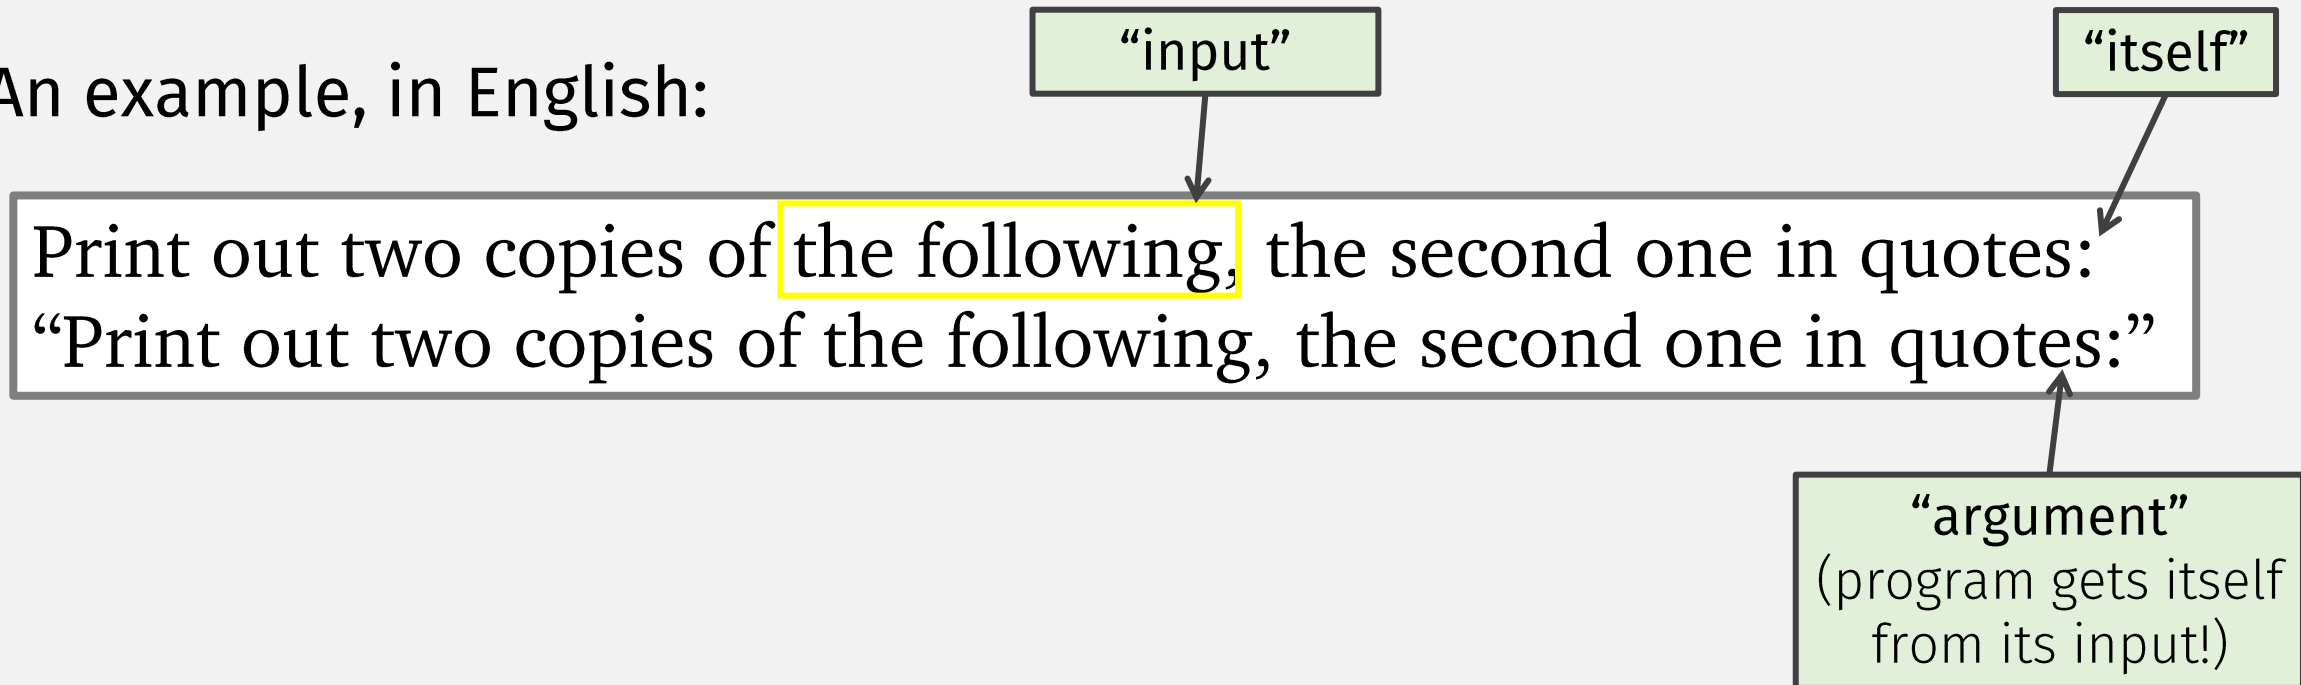 “input”
“itself”
An example, in English:
Print out two copies of the following, the second one in quotes:
“Print out two copies of the following, the second one in quotes:”
“argument”
(program gets itself
from its input!)